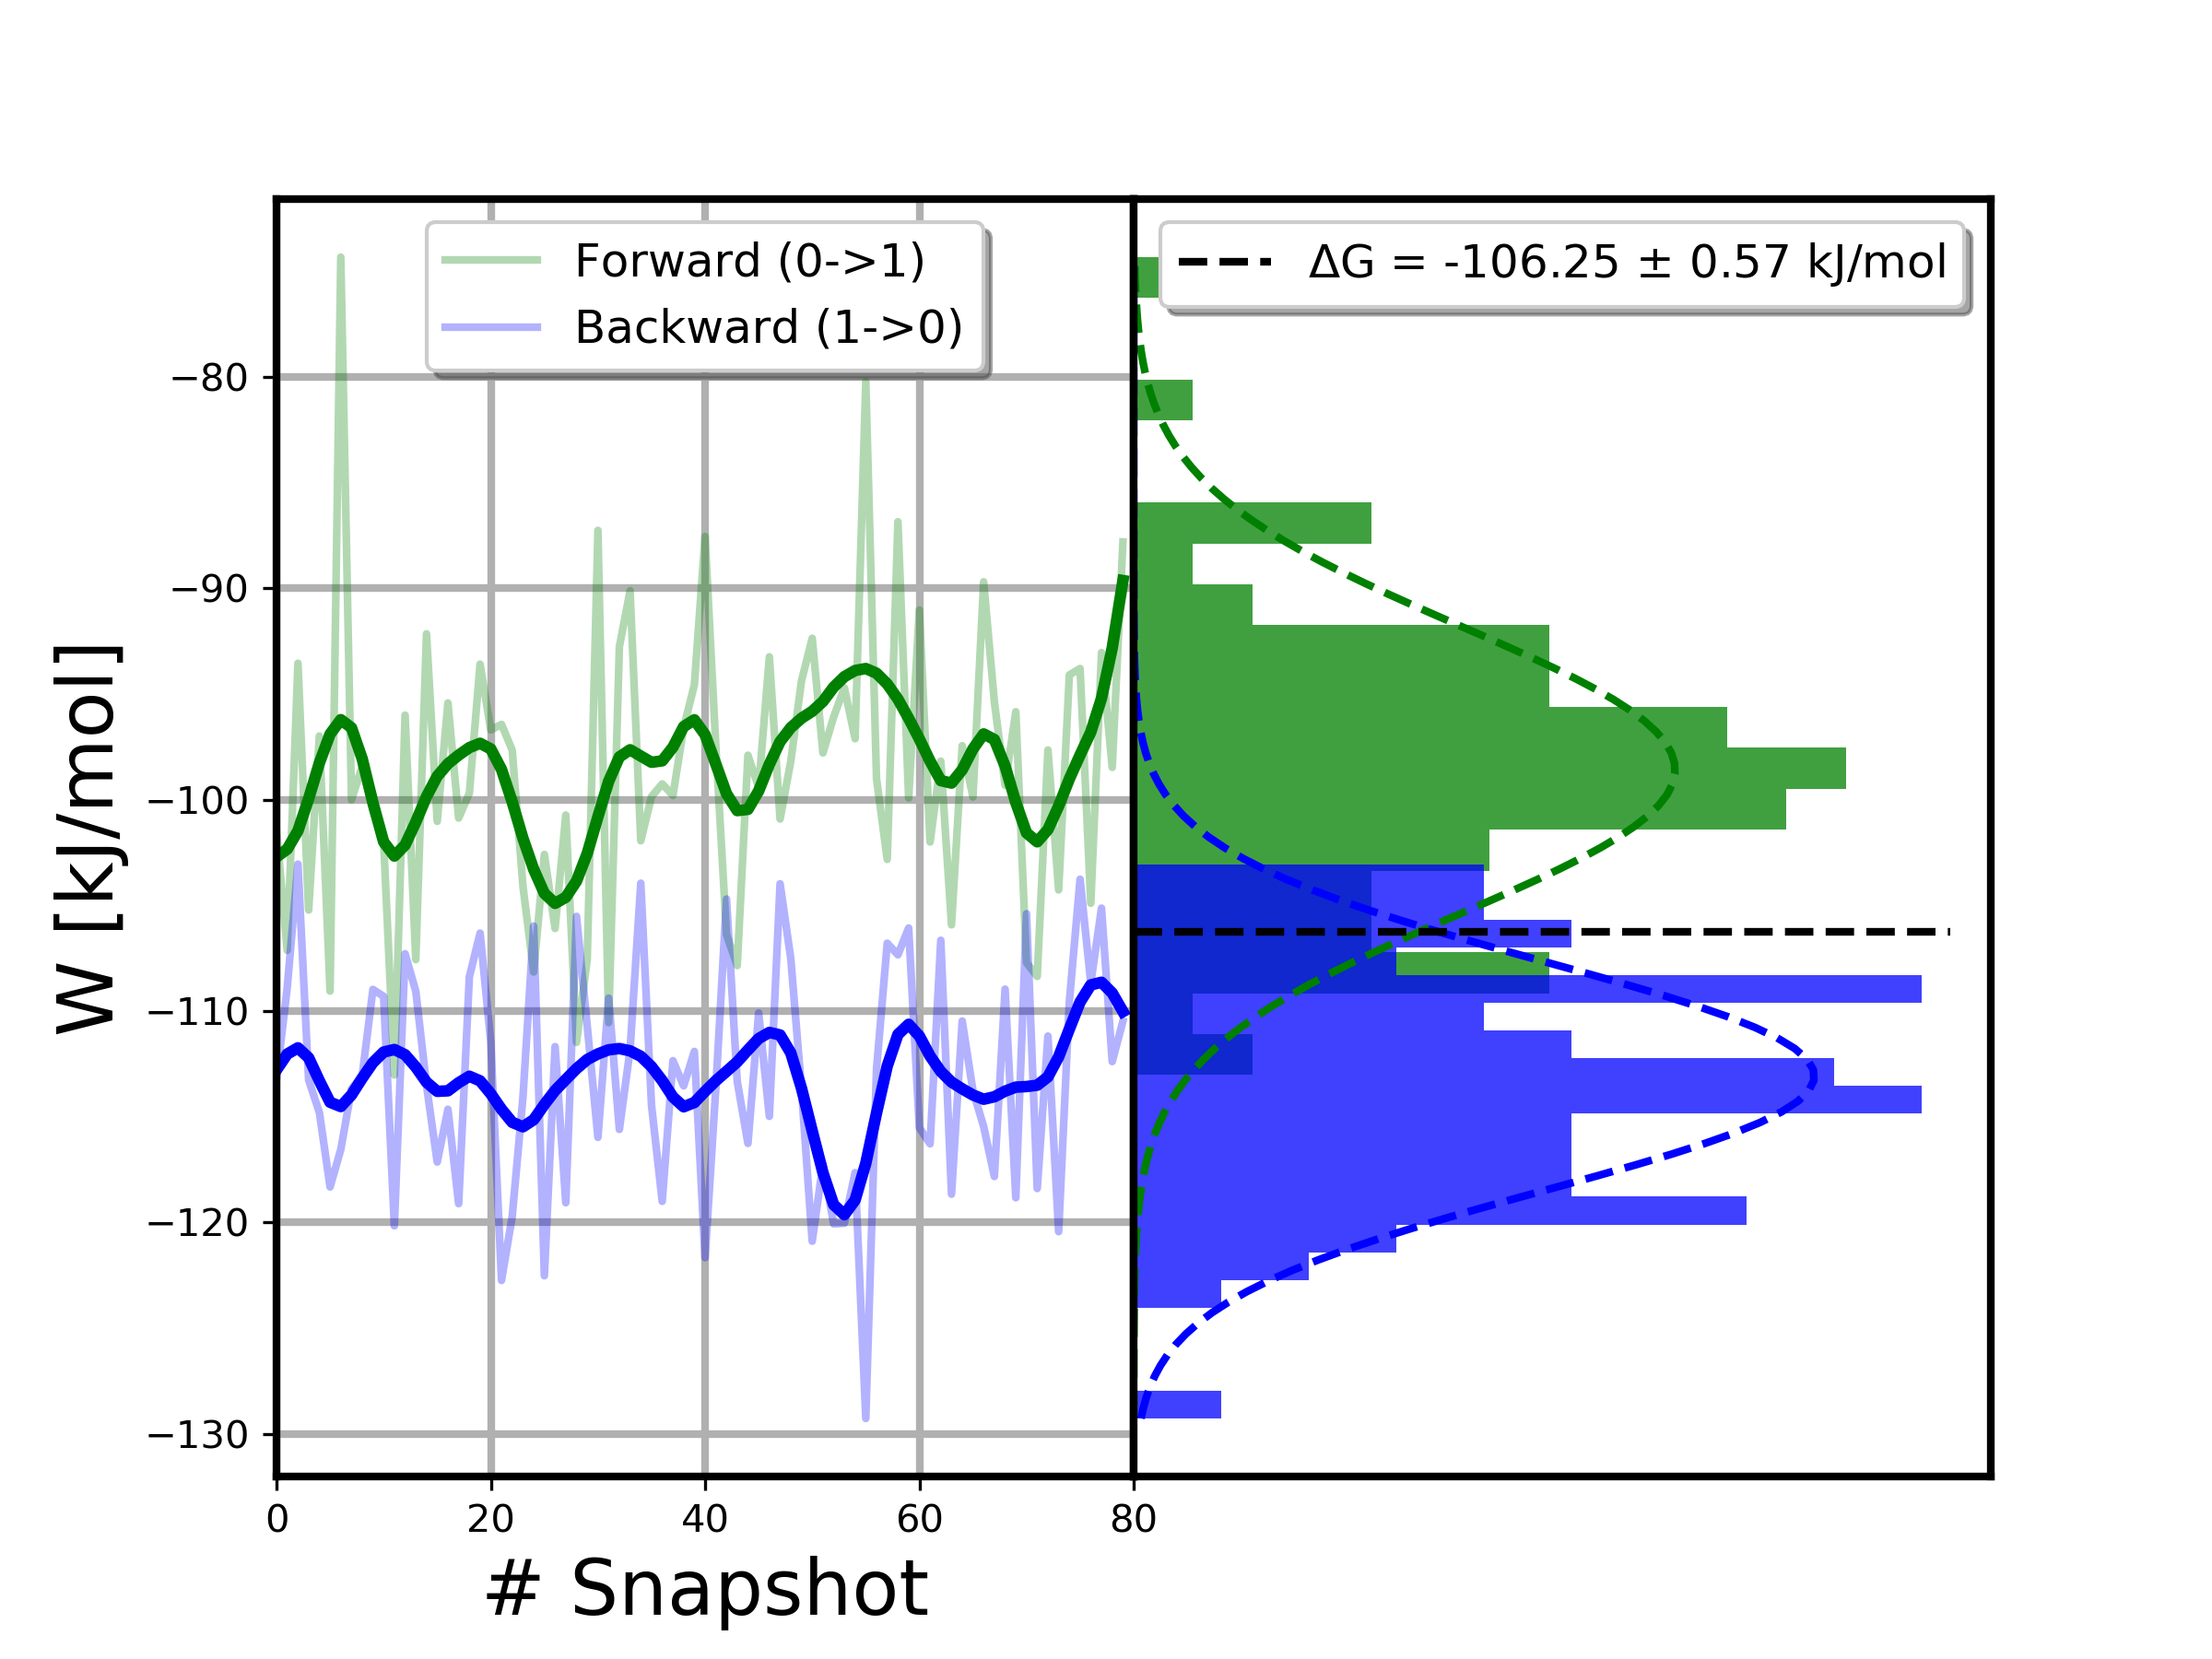 Forward (0->1)
Backward (1->0)
ΔG = -106.25 ± 0.57 kJ/mol
W [kJ/mol]
−80
−90
−100
−110
−120
−130
0 20 40 60 80
# Snapshot